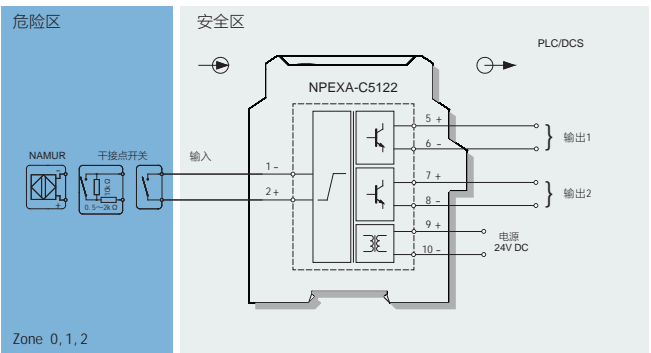 危险区
安全区
PLC/DCS
NPEXA-C5122
5 +
6 -
输出1
NAMUR
干接点开关
输入
1 -
2 +
-
+
10k Ω
0.5~2k Ω
7 +
8 -
输出2
9 +
10 -
电源
24V DC
Zone 0,1,2